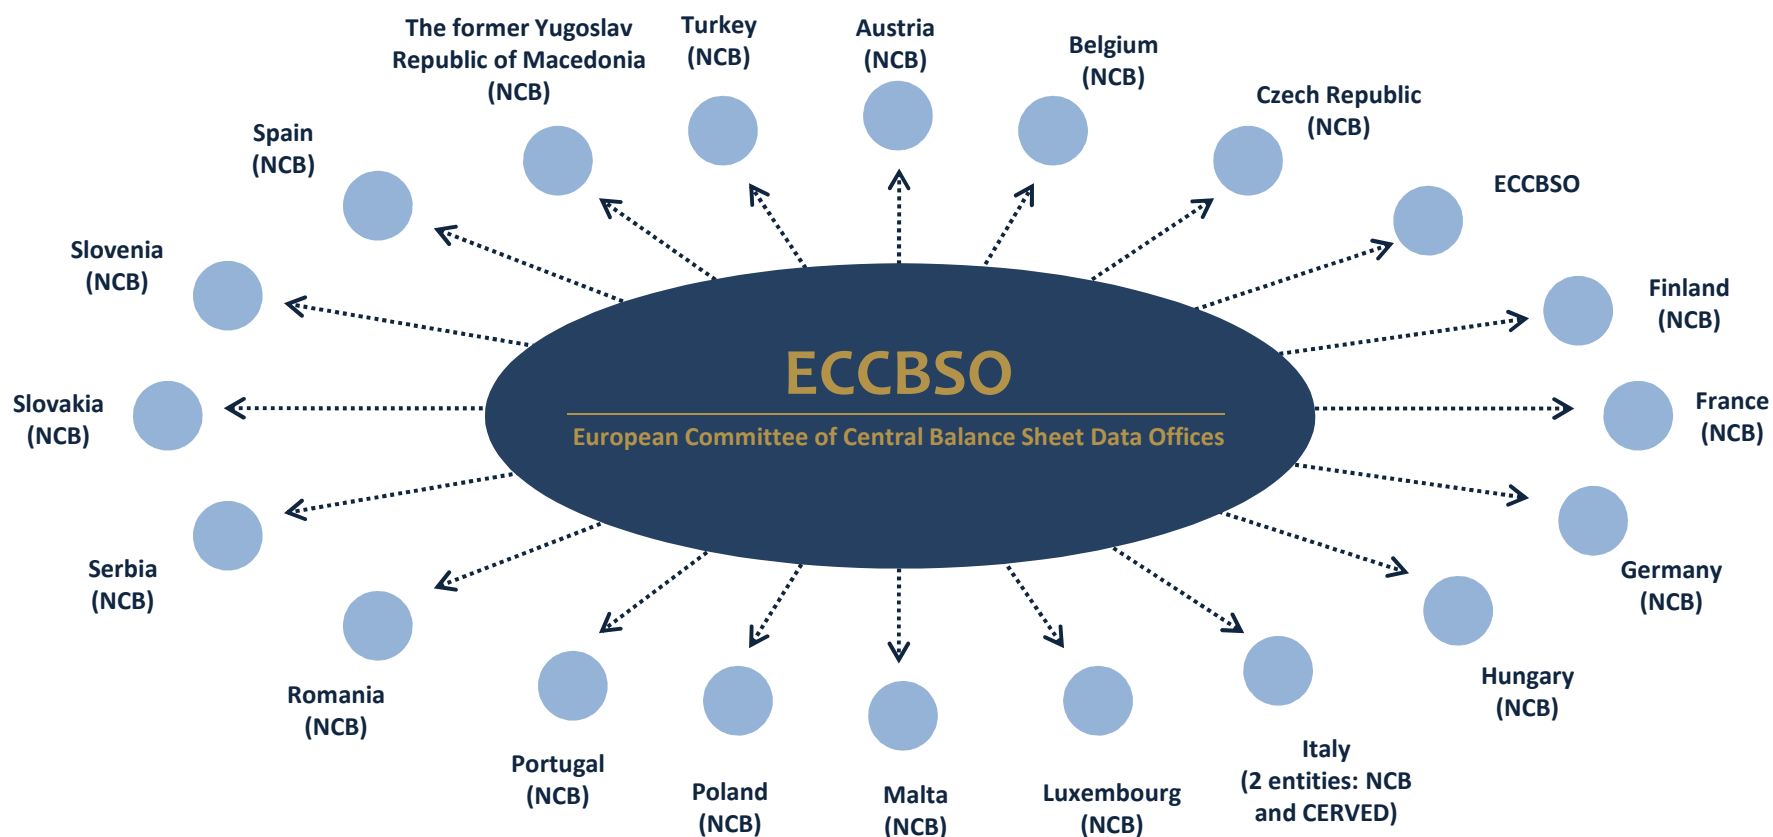 The former Yugoslav
Republic of Macedonia
(NCB)
Turkey
(NCB)
Austria
(NCB)
Belgium
(NCB)
Czech Republic
(NCB)
Spain
(NCB)
ECCBSO
Slovenia
(NCB)
Finland
(NCB)
ECCBSO
European Committee of Central Balance Sheet Data Offices
Slovakia
(NCB)
France
(NCB)
Serbia
(NCB)
Germany
(NCB)
Romania
(NCB)
Hungary
(NCB)
Portugal
(NCB)
Poland
(NCB)
Malta
(NCB)
Luxembourg
(NCB)
Italy
(2 entities: NCB
and CERVED)